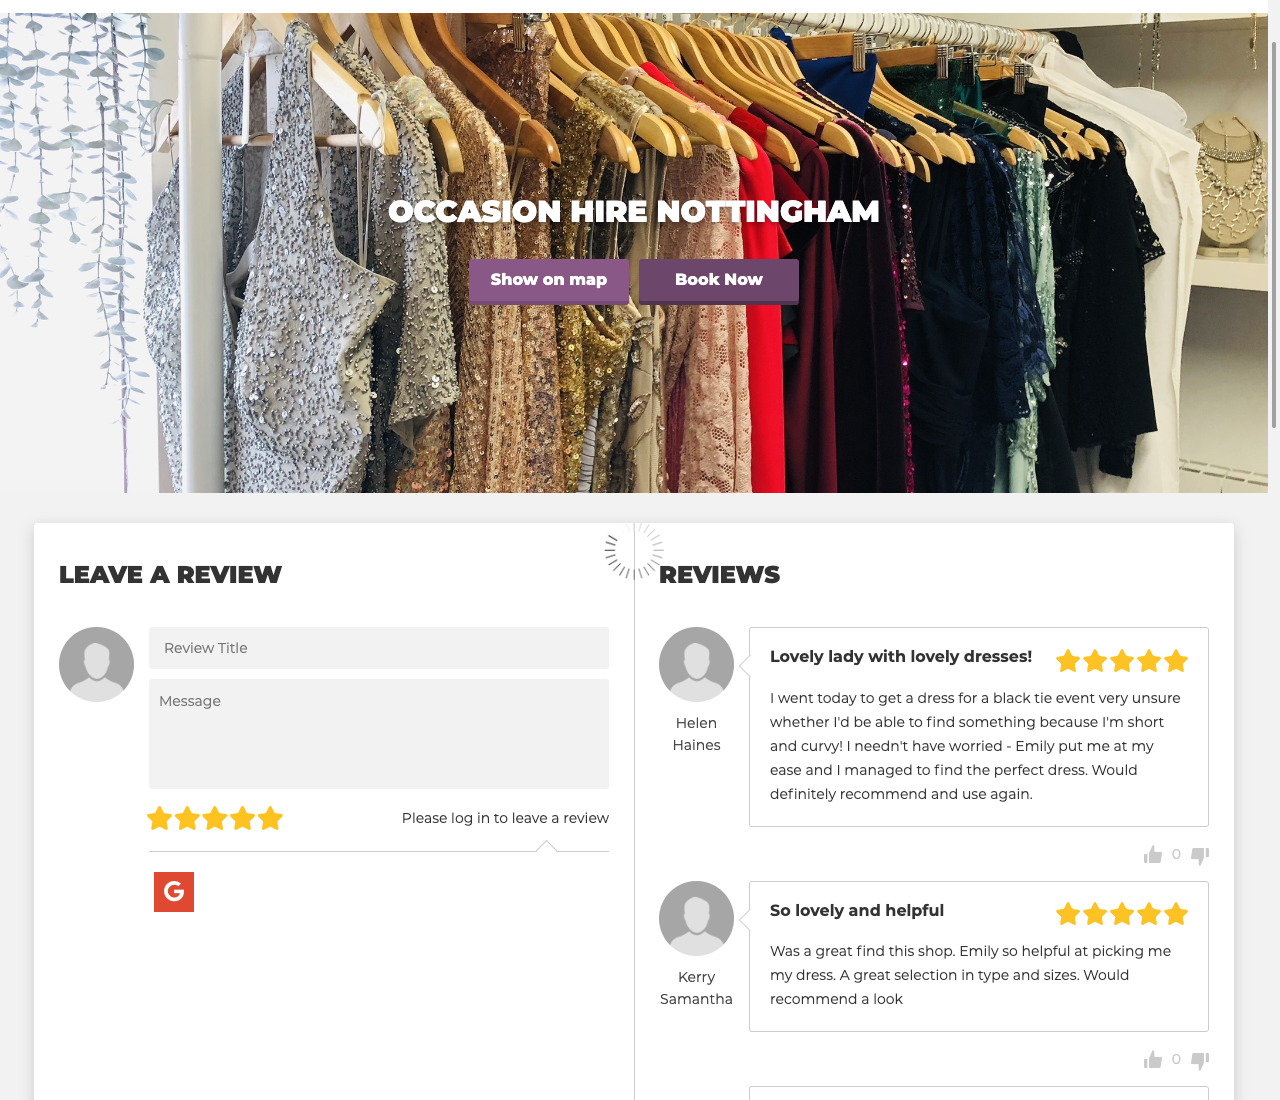 OCCASION HIRE NOTTINGHAM
Show on map
Book Now
LEAVE A REVIEW
Review Title
Message
Please log in to leave a review
G
REVIEWS
Helen
Haines
Lovely lady with lovely dresses!
I went today to get a dress for a black tie event very unsure
whether I'd be able to find something because I'm short
and curvy! I needn't have worried - Emily put me at my
ease and I managed to find the perfect dress. Would
definitely recommend and use again.
0
Kerry
Samantha
So lovely and helpful
Was a great find this shop. Emily so helpful at picking me
my dress. A great selection in type and sizes. Would
recommend a look
0